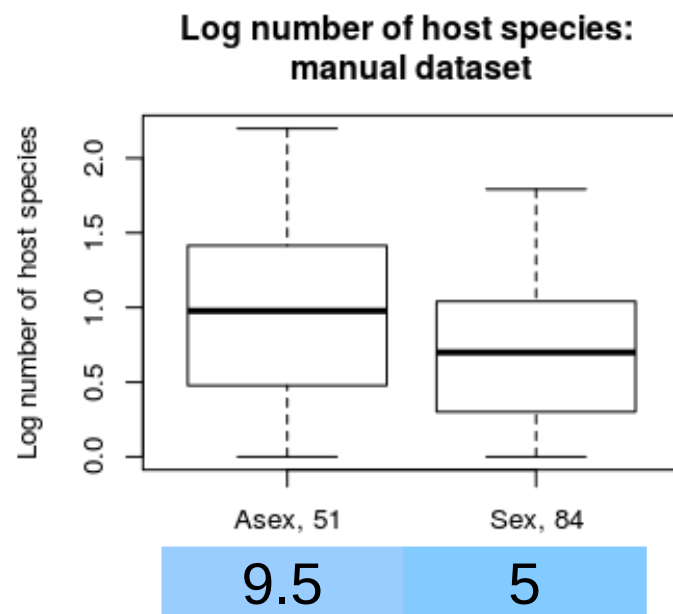 Log number of host species:
manual dataset
Log number of host species
2.0
1.5
1.0
0.5
0.0
Asex, 51 Sex, 84
9.5 5